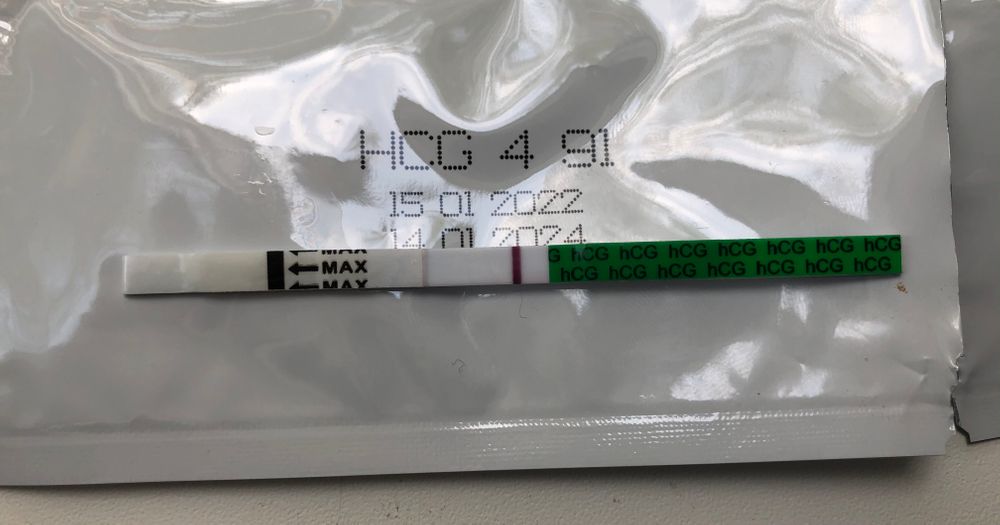 HCG 4 91
15 01 2022
14 01 2024
MAX
MAX
MAX
G hCG hCG hCG hCG hCG hCG hCG
hCG hCG hCG hCG hCG hCG hCG